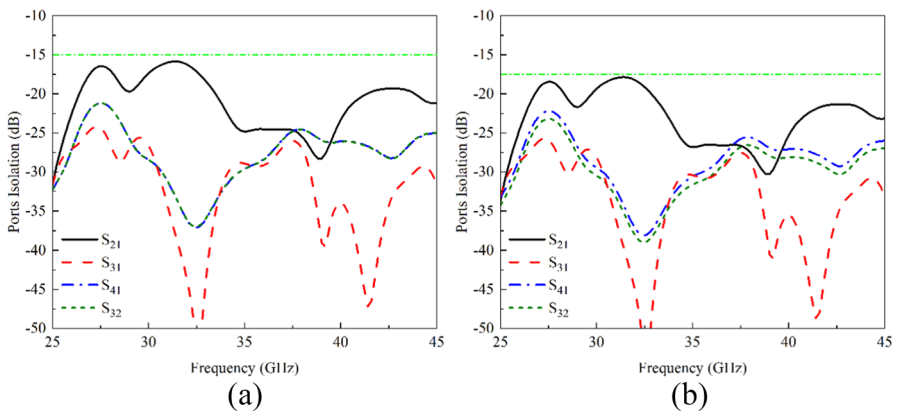 -10
-15
-20
-25
-30
-35
-40
-45
-50
Ports Isolation (dB)
S21
S31
S41
S32
25 30 35 40 45
Frequency (GHz)
(a)
-10
-15
-20
-25
-30
-35
-40
-45
-50
Ports Isolation (dB)
S21
S31
S41
S32
25 30 35 40 45
Frequency (GHz)
(b)